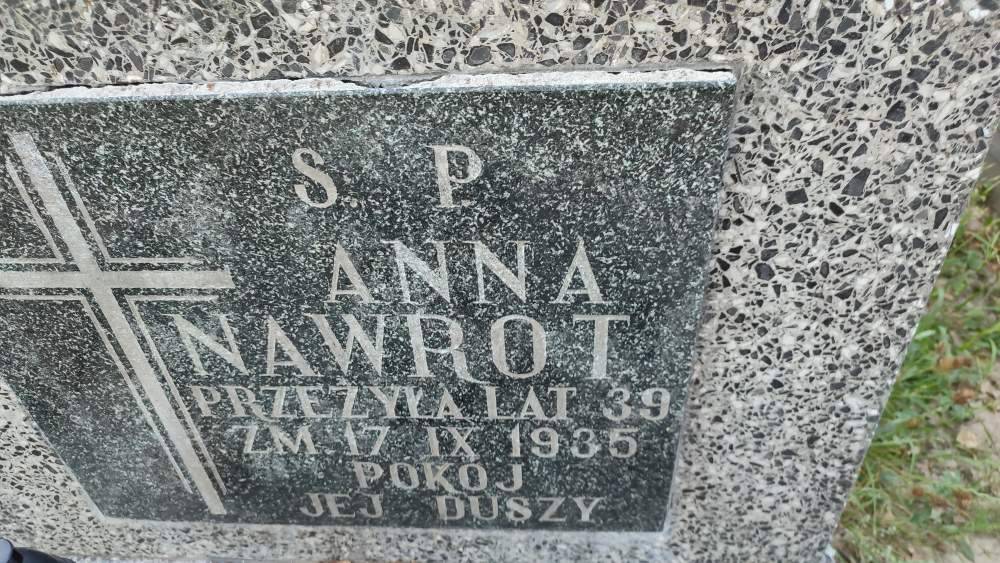 S. P.
ANNA
NAWROT
PRZEŻYŁA LAT 39
ZM. 17 IX 1935
POKÓJ
JEJ DUSZY